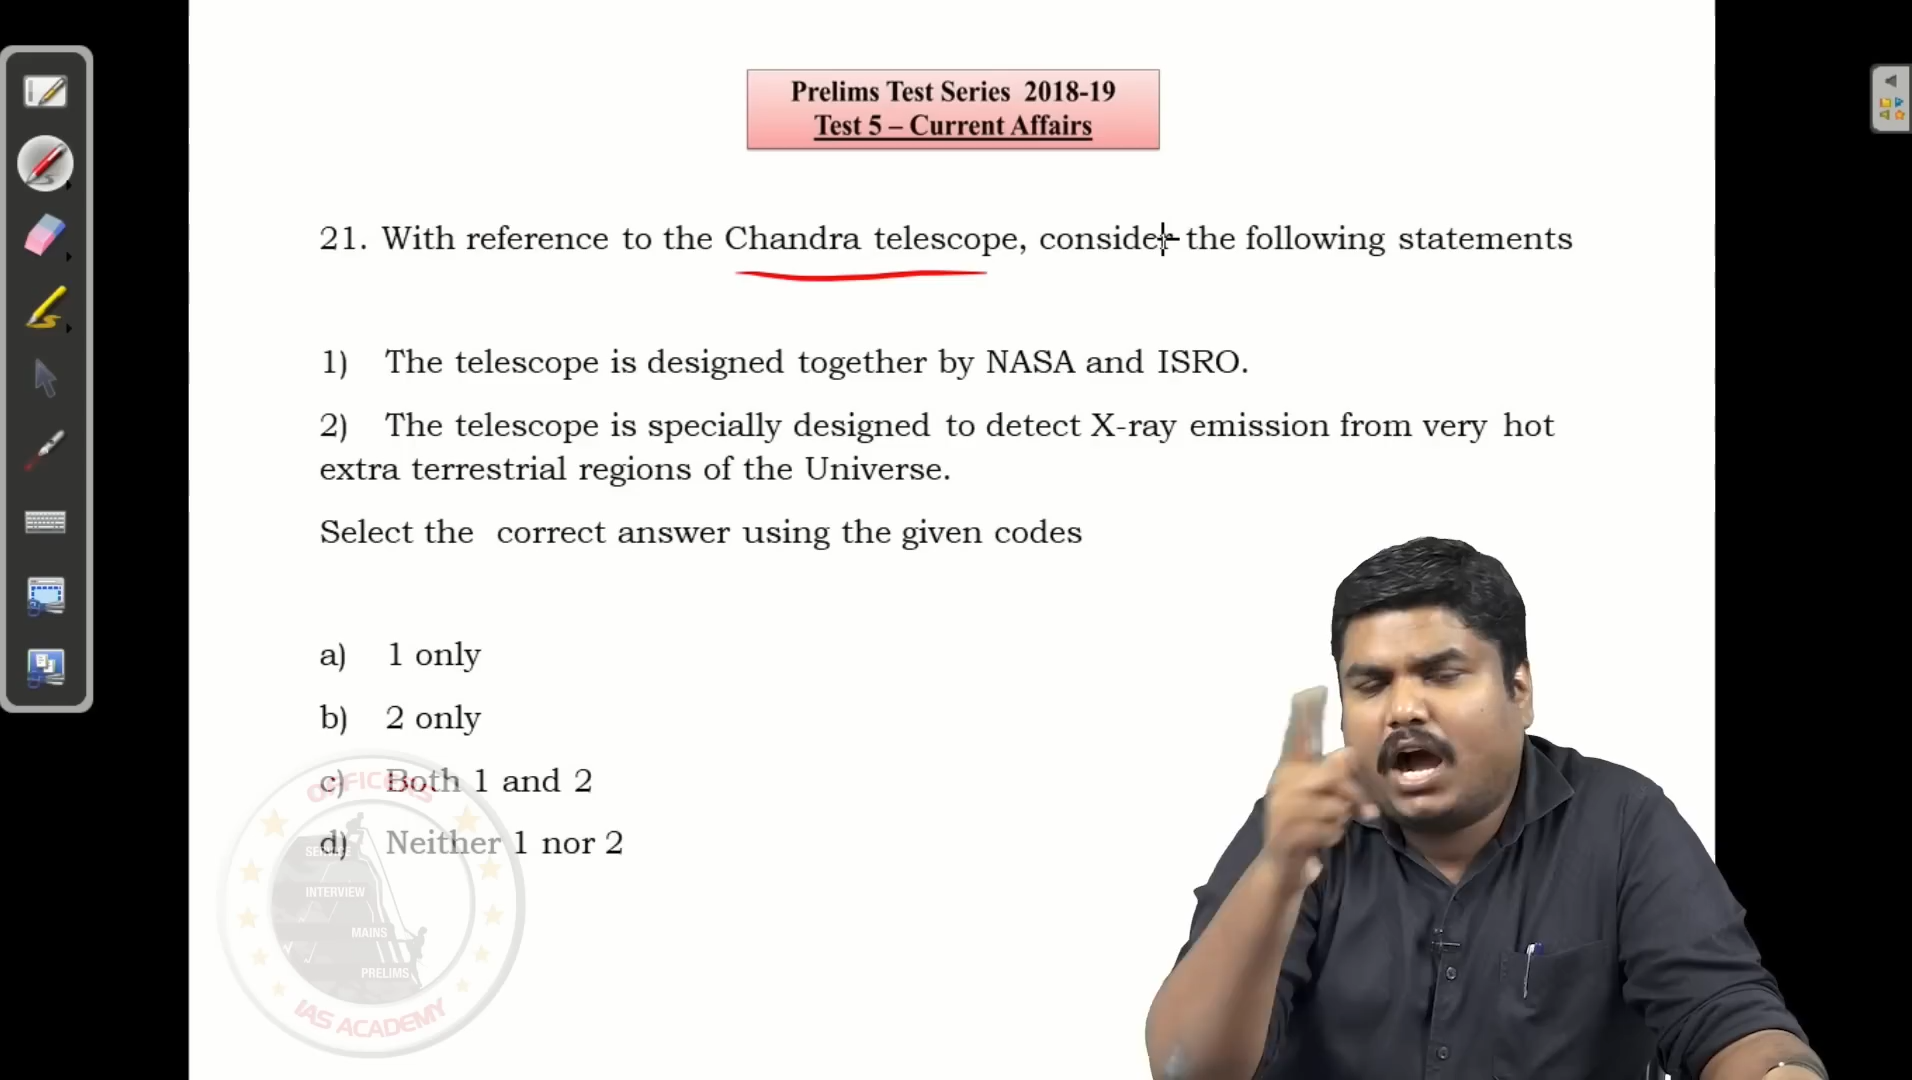 Prelims Test Series 2018-19
Test 5 – Current Affairs
21. With reference to the Chandra telescope, consider the following statements
1) The telescope is designed together by NASA and ISRO.
2) The telescope is specially designed to detect X-ray emission from very hot
extra terrestrial regions of the Universe.
Select the correct answer using the given codes
a) 1 only
b) 2 only
c) Both 1 and 2
d) Neither 1 nor 2
OFFICERS
SERVICE
INTERVIEW
MAINS
PRELIMS
IAS ACADEMY